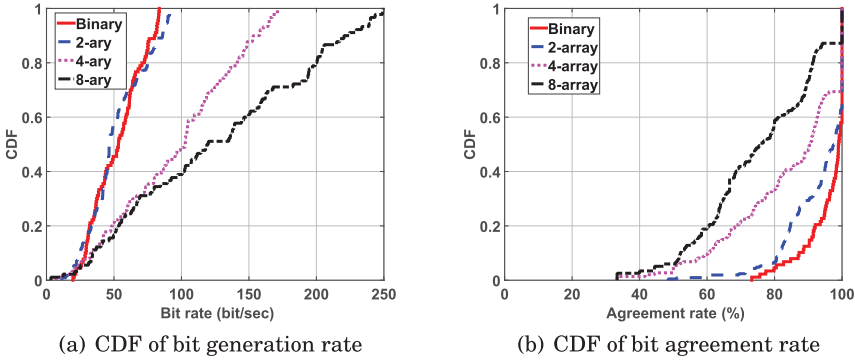 1
0.8
0.6
0.4
0.2
0
CDF
Binary
2-ary
4-ary
8-ary
0 50 100 150 200 250
Bit rate (bit/sec)
(a) CDF of bit generation rate
1
0.8
0.6
0.4
0.2
0
CDF
Binary
2-array
4-array
8-array
0 20 40 60 80 100
Agreement rate (%)
(b) CDF of bit agreement rate